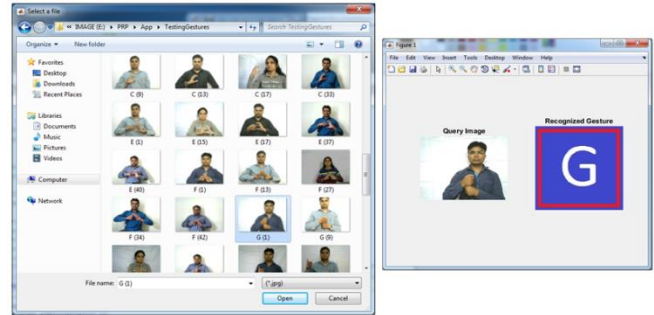 Select a file
« IMAGE (E:) ▸ PRP ▸ App ▸ TestingGestures
Search TestingGestures
Organize ▾ New folder
Favorites
Desktop
Downloads
Recent Places
Libraries
Documents
Music
Pictures
Videos
Computer
Network
C (9) C (13) C (17) C (33)
E (1) E (15) E (17) E (37)
E (40) F (1) F (13) F (27)
F (34) F (42) G (1) G (9)
File name: G (1) (*.jpg)
Open Cancel
Figure 1
File Edit View Insert Tools Desktop Window Help
Query Image
Recognized Gesture
G